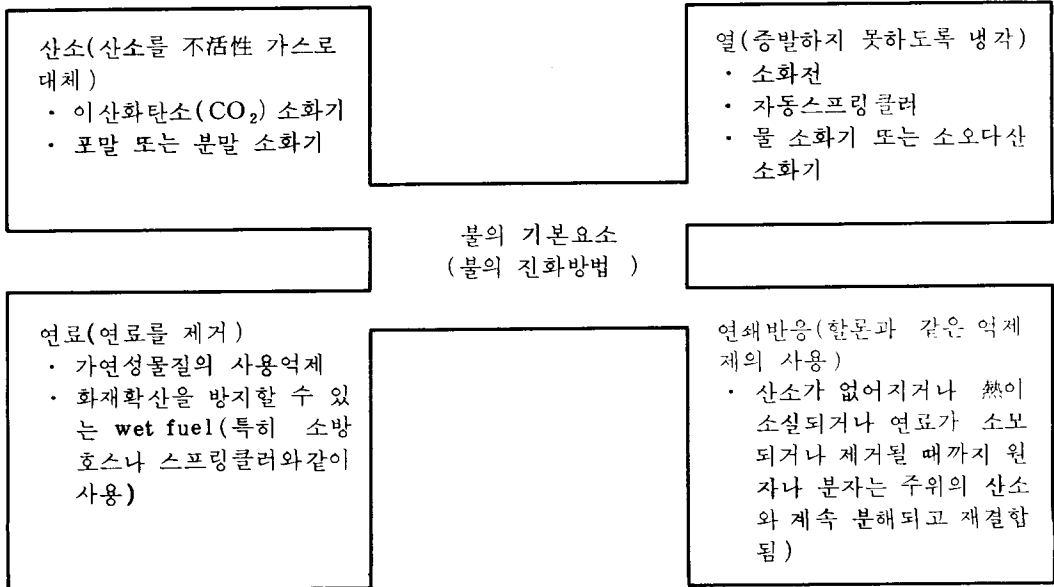 산소(산소를 不活性 가스로
대체)
· 이산화탄소(CO₂) 소화기
· 포말 또는 분말 소화기
열(증발하지 못하도록 냉각)
· 소화전
· 자동스프링클러
· 물 소화기 또는 소오다산
소화기
불의 기본요소
(불의 진화방법 )
연료(연료를 제거)
· 가연성물질의 사용억제
· 화재확산을 방지할 수 있
는 wet fuel(특히 소방
호스나 스프링클러와같이
사용)
연쇄반응(할론과 같은 억제
제의 사용)
· 산소가 없어지거나 熱이
소실되거나 연료가 소모
되거나 제거될 때까지 원
자나 분자는 주위의 산소
와 계속 분해되고 재결합
됨)